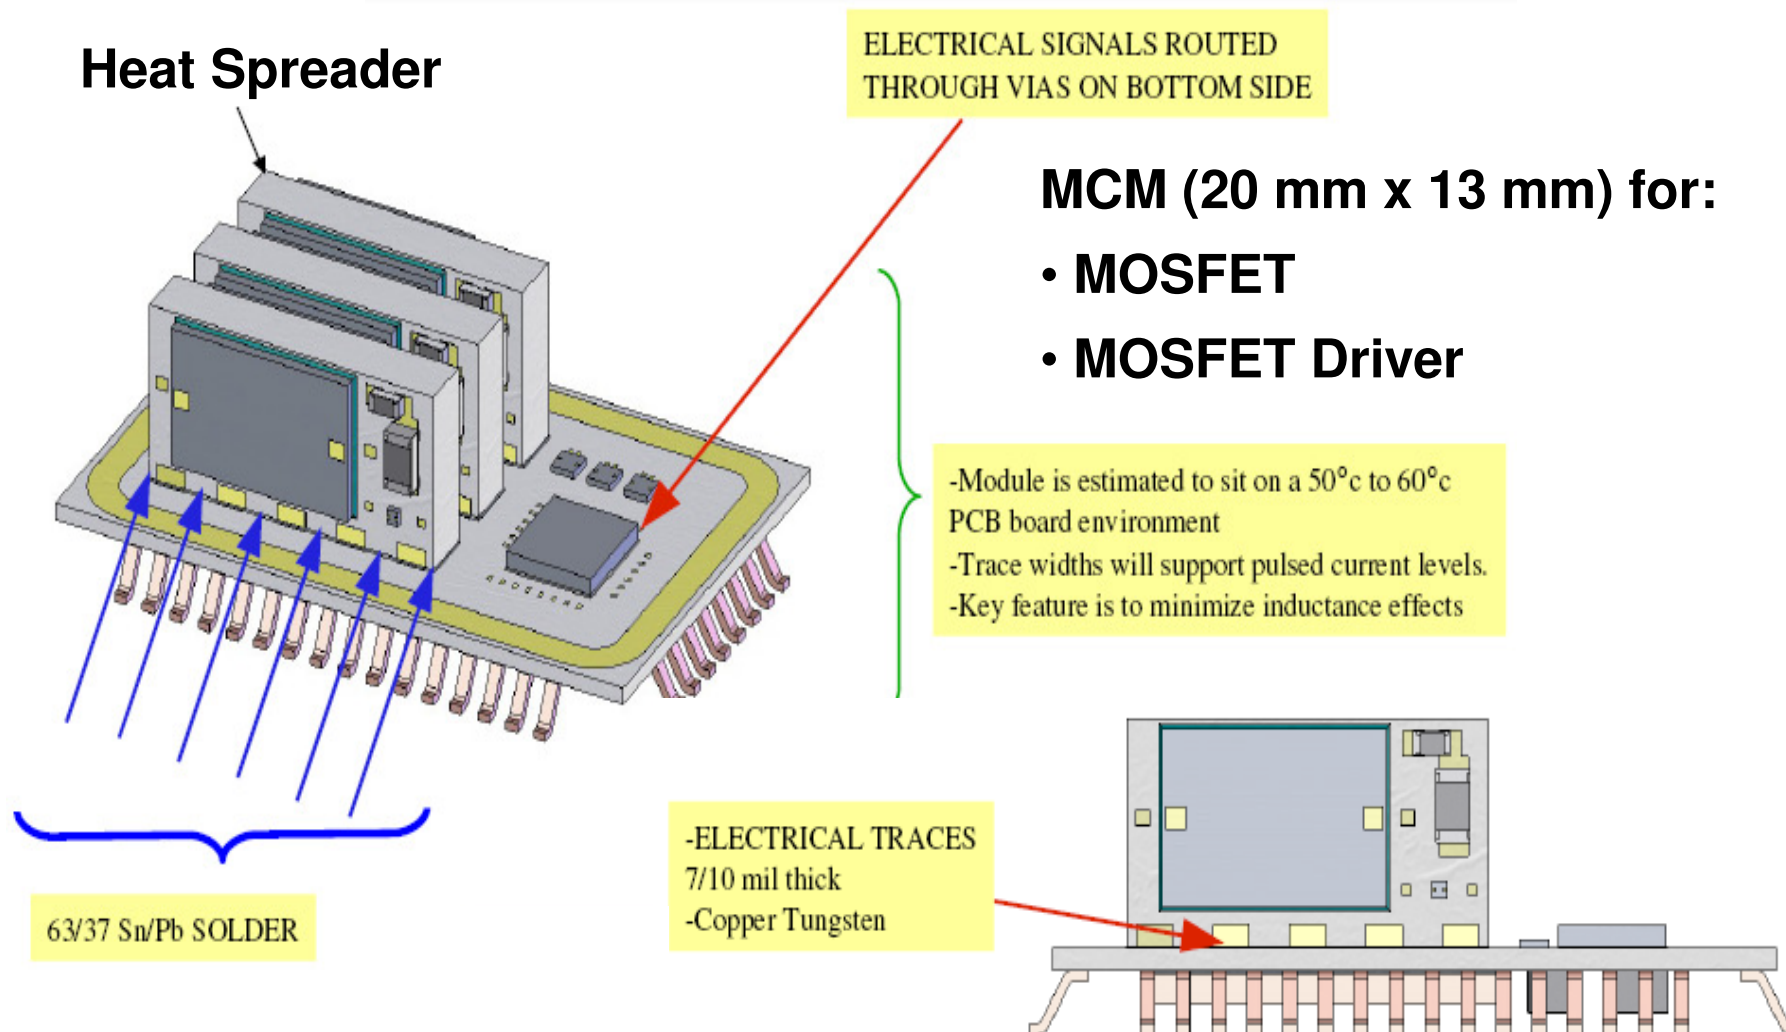 Heat Spreader
ELECTRICAL SIGNALS ROUTED
THROUGH VIAS ON BOTTOM SIDE
MCM (20 mm x 13 mm) for:
• MOSFET
• MOSFET Driver
-Module is estimated to sit on a 50°c to 60°c
PCB board environment
-Trace widths will support pulsed current levels.
-Key feature is to minimize inductance effects
-ELECTRICAL TRACES
7/10 mil thick
-Copper Tungsten
63/37 Sn/Pb SOLDER